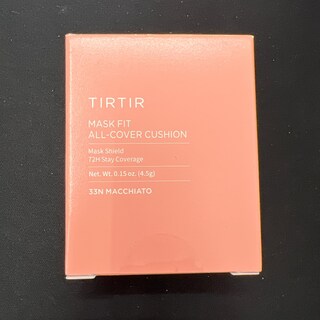 TIRTIR
MASK FIT
ALL-COVER CUSHION
Mask Shield
72H Stay Coverage
Net. Wt. 0.15 oz. (4.5g)
33N MACCHIATO